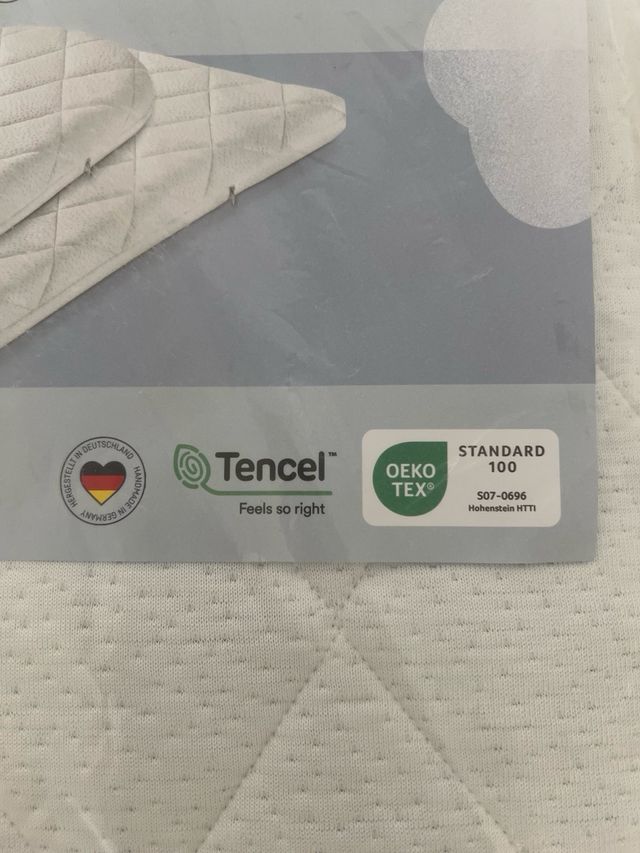 HERGESTELLT IN DEUTSCHLAND
HANDMADE IN GERMANY
Tencel™
Feels so right
OEKO
TEX®
STANDARD
100
S07-0696
Hohenstein HTTI